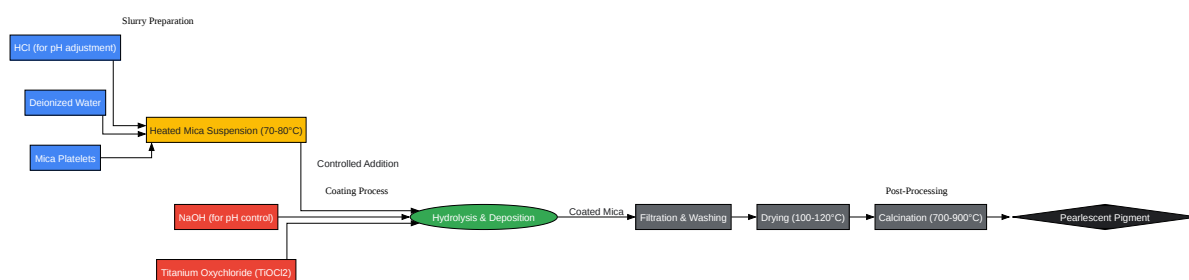 Slurry Preparation
HCl (for pH adjustment)
Deionized Water
Heated Mica Suspension (70-80°C)
Mica Platelets
Controlled Addition
Coating Process
Post-Processing
NaOH (for pH control)
Hydrolysis & Deposition
Coated Mica
Filtration & Washing
Drying (100-120°C)
Calcination (700-900°C)
Pearlescent Pigment
Titanium Oxychloride (TiOCl2)